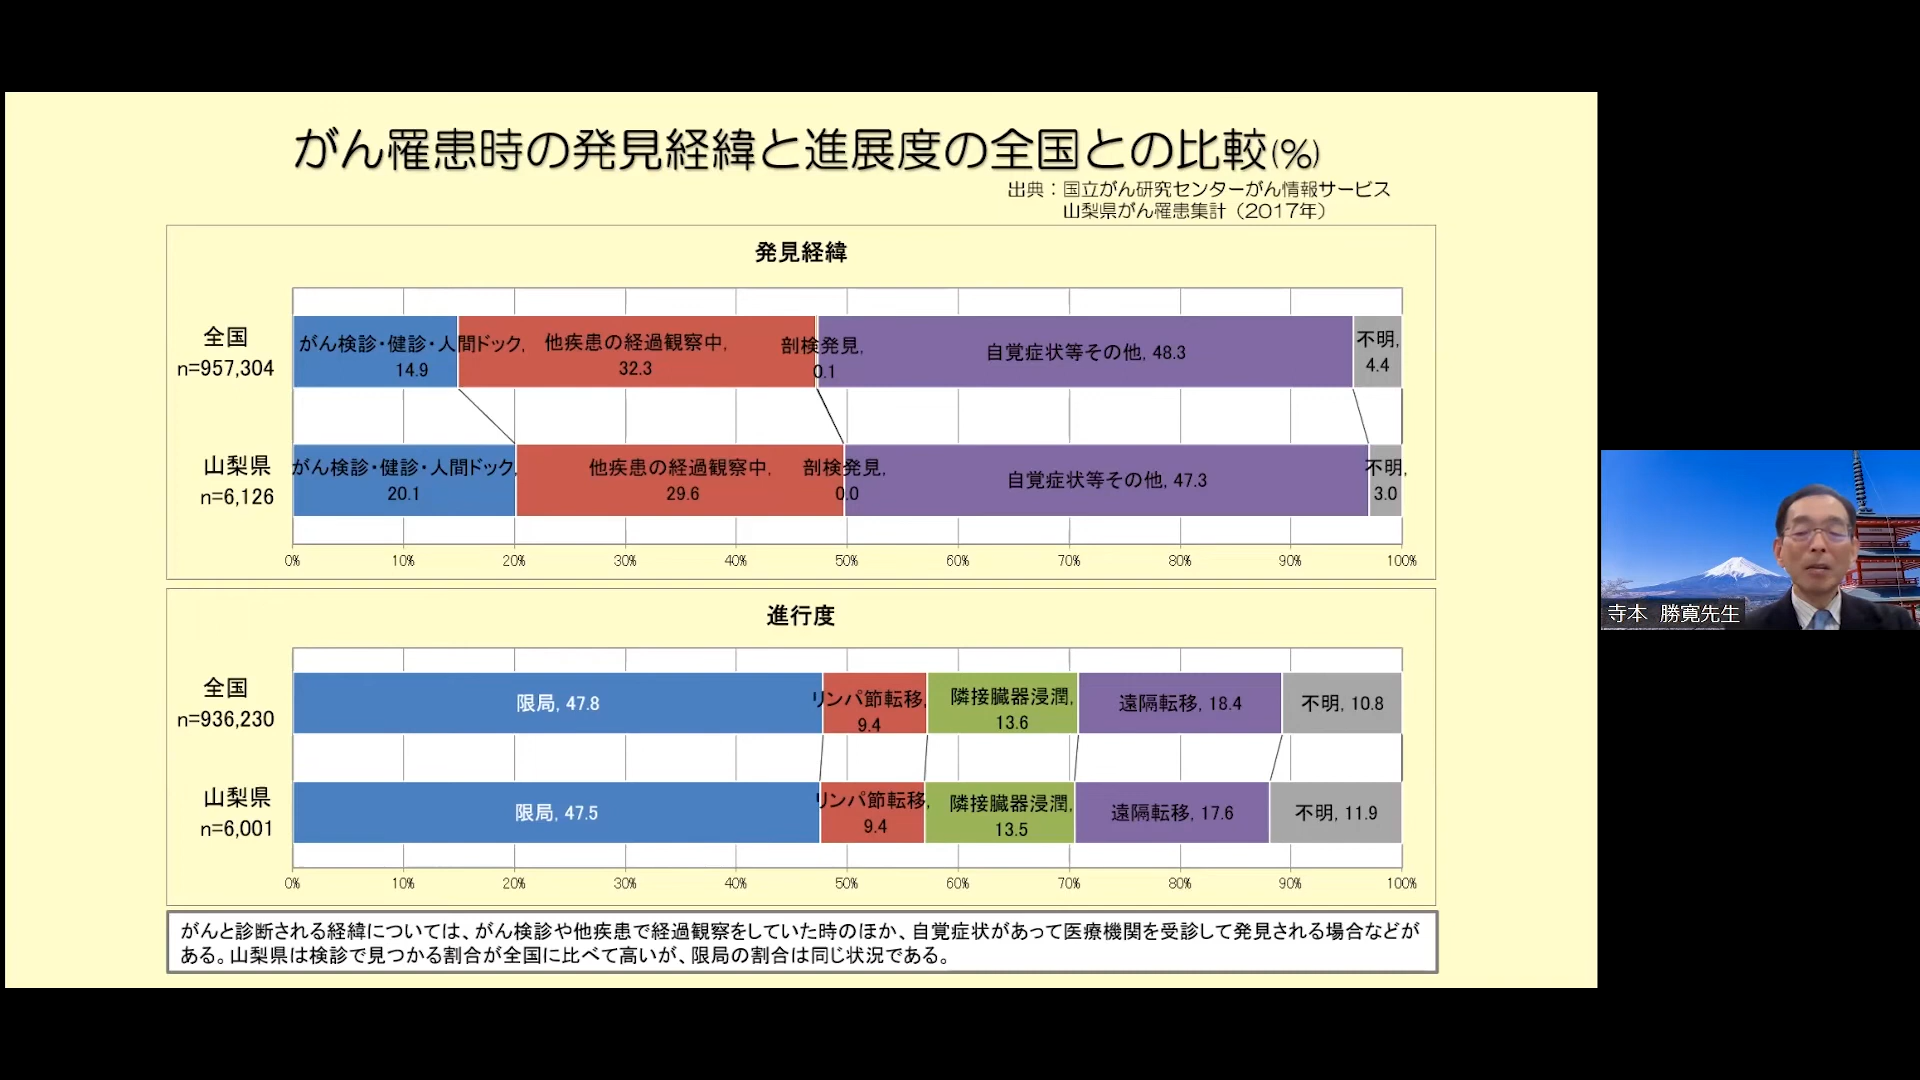 がん罹患時の発見経緯と進展度の全国との比較(%)
出典：国立がん研究センターがん情報サービス
山梨県がん罹患集計（2017年）
発見経緯
全国
n=957,304
がん検診・健診・人間ドック,
14.9
他疾患の経過観察中,
32.3
剖検発見,
0.1
自覚症状等その他, 48.3
不明,
4.4
山梨県
n=6,126
がん検診・健診・人間ドック,
20.1
他疾患の経過観察中,
29.6
剖検発見,
0.0
自覚症状等その他, 47.3
不明,
3.0
0% 10% 20% 30% 40% 50% 60% 70% 80% 90% 100%
進行度
全国
n=936,230
限局, 47.8
リンパ節転移,
9.4
隣接臓器浸潤,
13.6
遠隔転移, 18.4
不明, 10.8
山梨県
n=6,001
限局, 47.5
リンパ節転移,
9.4
隣接臓器浸潤,
13.5
遠隔転移, 17.6
不明, 11.9
0% 10% 20% 30% 40% 50% 60% 70% 80% 90% 100%
がんと診断される経緯については、がん検診や他疾患で経過観察をしていた時のほか、自覚症状があって医療機関を受診して発見される場合などが
ある。山梨県は検診で見つかる割合が全国に比べて高いが、限局の割合は同じ状況である。
寺本 勝寛先生